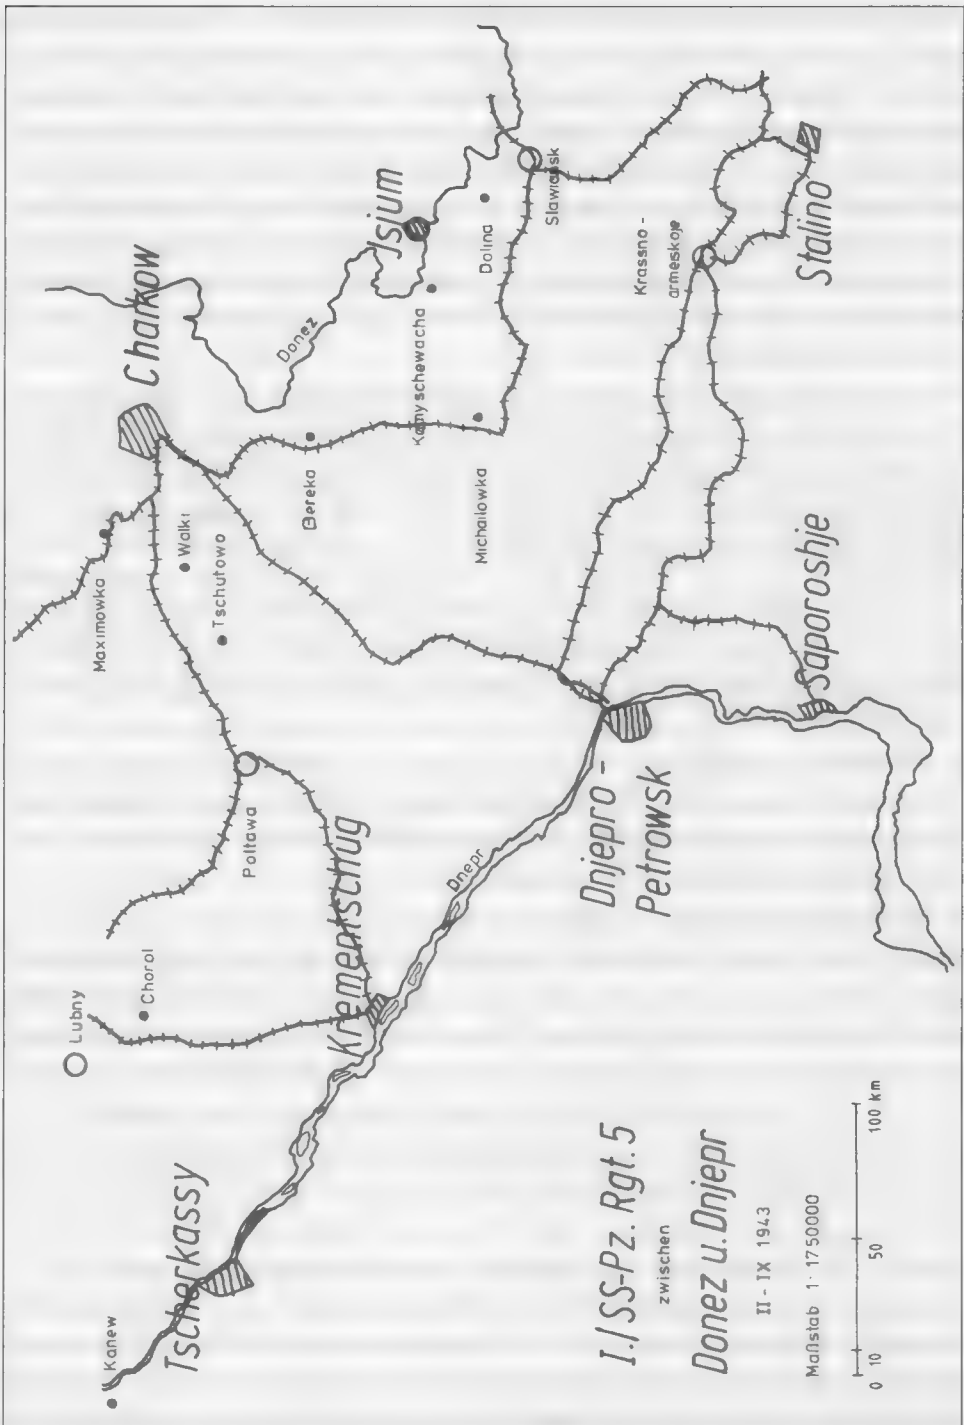 Lubny
Maximowka
Kanew
Charkow
Chorol
Tscherkassy
Walki
Tschutowo
Poltawa
Donez
Bereka
Krementschug
Isjum
Kamyschewacha
Dnepr
Michailowka
Dolina
Slawiansk
Dnjepro -
Petrowsk
Krassno -
armeiskoje
Saporoshje
Stalino
I./SS-Pz. Rgt. 5
zwischen
Donez u. Dnjepr
II - IX 1943
Maßstab 1 : 1750000
0 10 50 100 km